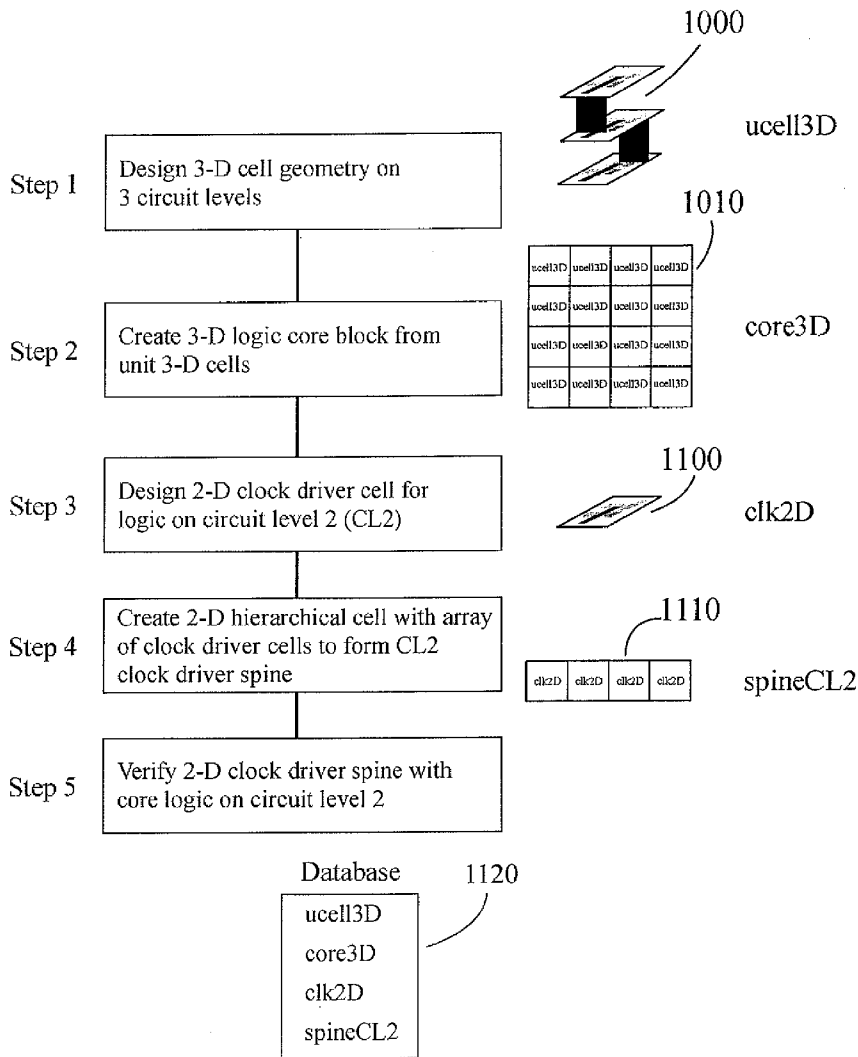 1000
ucell3D
Step 1
Design 3-D cell geometry on
3 circuit levels
1010
ucell3D ucell3D ucell3D ucell3D
ucell3D ucell3D ucell3D ucell3D
ucell3D ucell3D ucell3D ucell3D
ucell3D ucell3D ucell3D ucell3D
core3D
Step 2
Create 3-D logic core block from
unit 3-D cells
Step 3
Design 2-D clock driver cell for
logic on circuit level 2 (CL2)
1100
clk2D
Step 4
Create 2-D hierarchical cell with array
of clock driver cells to form CL2
clock driver spine
1110
clk2D clk2D clk2D clk2D
spineCL2
Step 5
Verify 2-D clock driver spine with
core logic on circuit level 2
Database
1120
ucell3D
core3D
clk2D
spineCL2